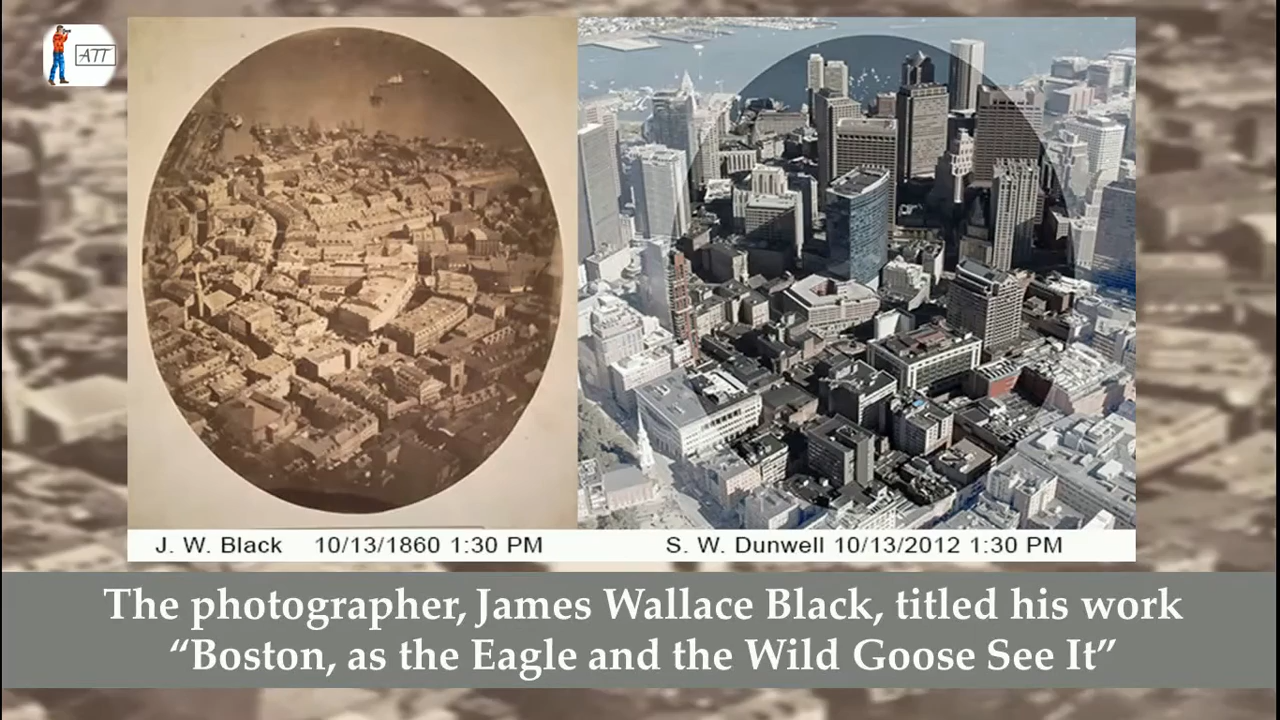 ATT
J. W. Black 10/13/1860 1:30 PM
S. W. Dunwell 10/13/2012 1:30 PM
The photographer, James Wallace Black, titled his work
“Boston, as the Eagle and the Wild Goose See It”